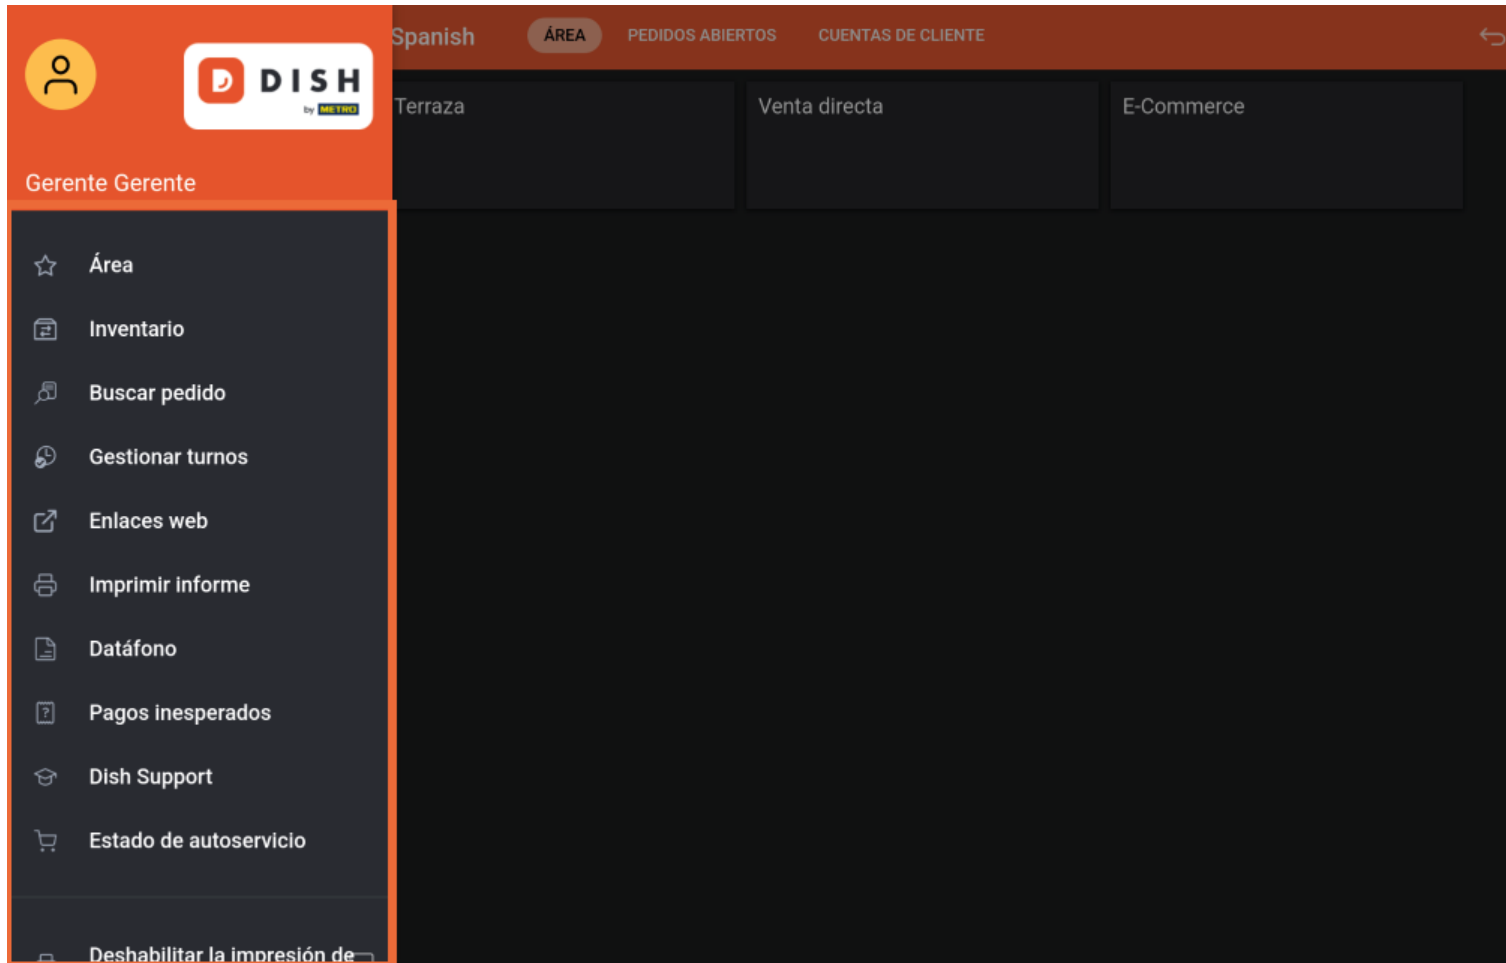 DISH
by METRO
Gerente Gerente
Área
Inventario
Buscar pedido
Gestionar turnos
Enlaces web
Imprimir informe
Datáfono
Pagos inesperados
Dish Support
Estado de autoservicio
Deshabilitar la impresión de
Spanish ÁREA PEDIDOS ABIERTOS CUENTAS DE CLIENTE
Terraza Venta directa E-Commerce